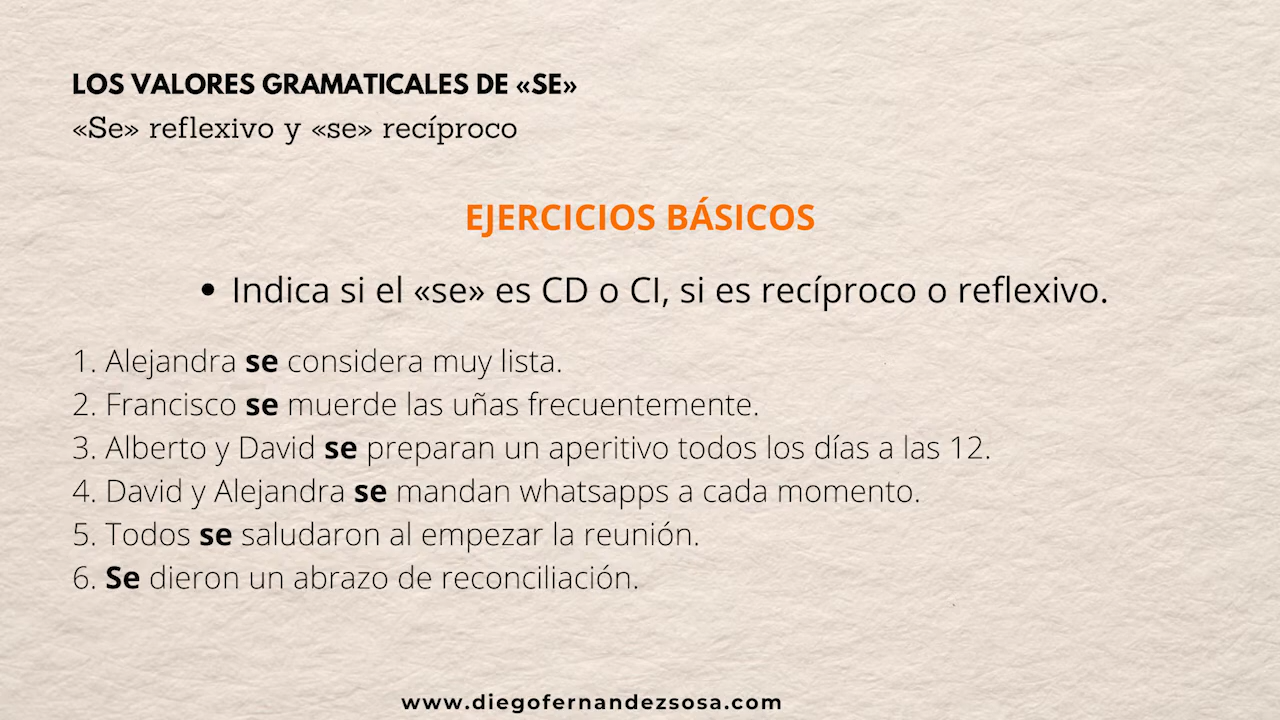 LOS VALORES GRAMATICALES DE «SE»
«Se» reflexivo y «se» recíproco
EJERCICIOS BÁSICOS
• Indica si el «se» es CD o CI, si es recíproco o reflexivo.
1. Alejandra se considera muy lista.
2. Francisco se muerde las uñas frecuentemente.
3. Alberto y David se preparan un aperitivo todos los días a las 12.
4. David y Alejandra se mandan whatsapps a cada momento.
5. Todos se saludaron al empezar la reunión.
6. Se dieron un abrazo de reconciliación.
www.diegofernandezsosa.com